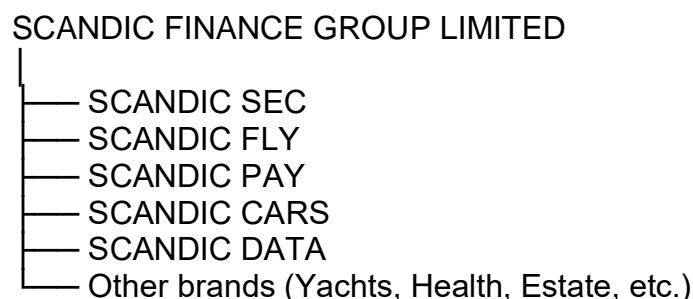 SCANDIC FINANCE GROUP LIMITED
│
├── SCANDIC SEC
├── SCANDIC FLY
├── SCANDIC PAY
├── SCANDIC CARS
├── SCANDIC DATA
└── Other brands (Yachts, Health, Estate, etc.)